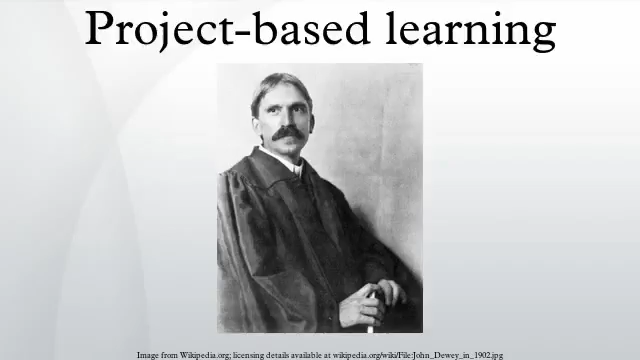 Project-based learning
Image from Wikipedia.org; licensing details available at wikipedia.org/wiki/File:John_Dewey_in_1902.jpg